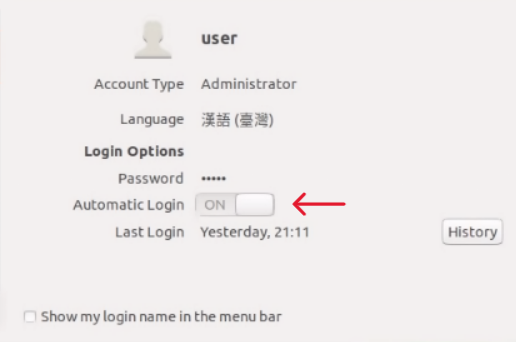 user
Account Type Administrator
Language 漢語 (臺灣)
Login Options
Password •••••
Automatic Login ON
Last Login Yesterday, 21:11 History
Show my login name in the menu bar